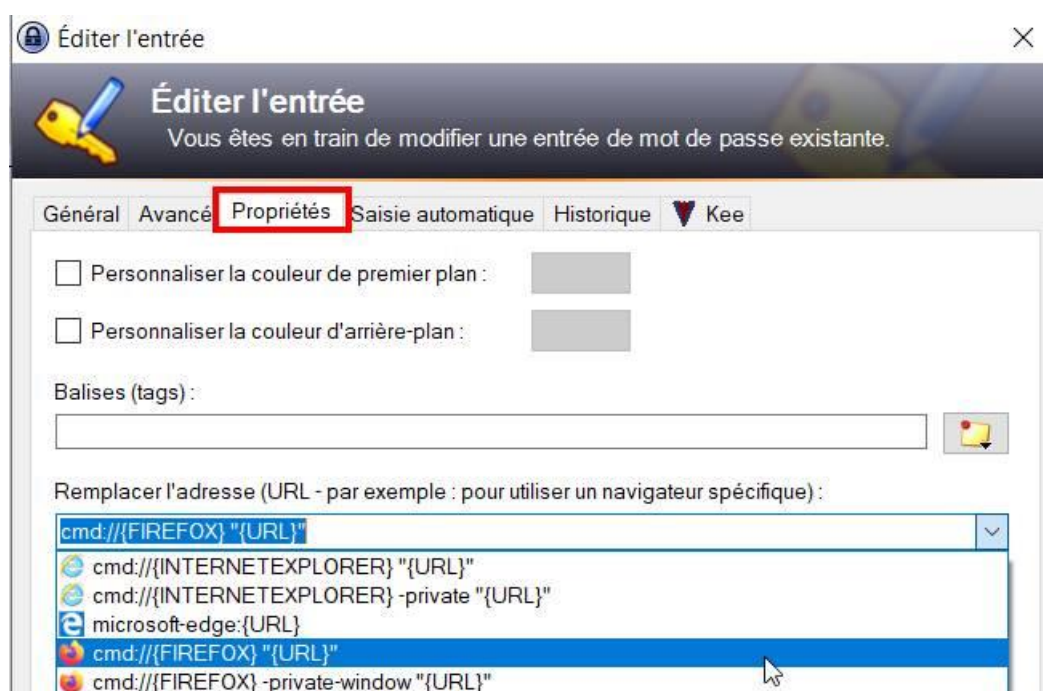 Éditer l'entrée
Éditer l'entrée
Vous êtes en train de modifier une entrée de mot de passe existante.
Général Avancé Propriétés Saisie automatique Historique Kee
Personnaliser la couleur de premier plan :
Personnaliser la couleur d'arrière-plan :
Balises (tags) :
Remplacer l'adresse (URL - par exemple : pour utiliser un navigateur spécifique) :
cmd://{FIREFOX} "{URL}"
cmd://{INTERNETEXPLORER} "{URL}"
cmd://{INTERNETEXPLORER} -private "{URL}"
microsoft-edge:{URL}
cmd://{FIREFOX} "{URL}"
cmd://{FIREFOX} -private-window "{URL}"